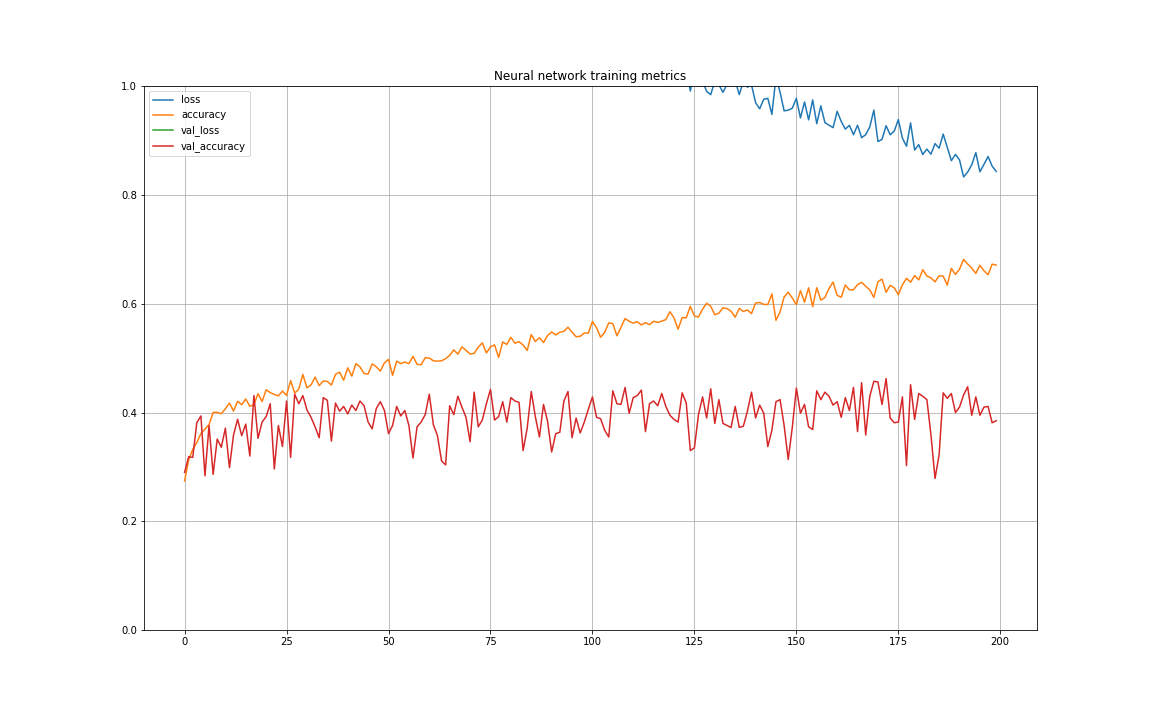 Neural network training metrics
1.0
loss
accuracy
val_loss
val_accuracy
0.8
0.6
0.4
0.2
0.0
0 25 50 75 100 125 150 175 200